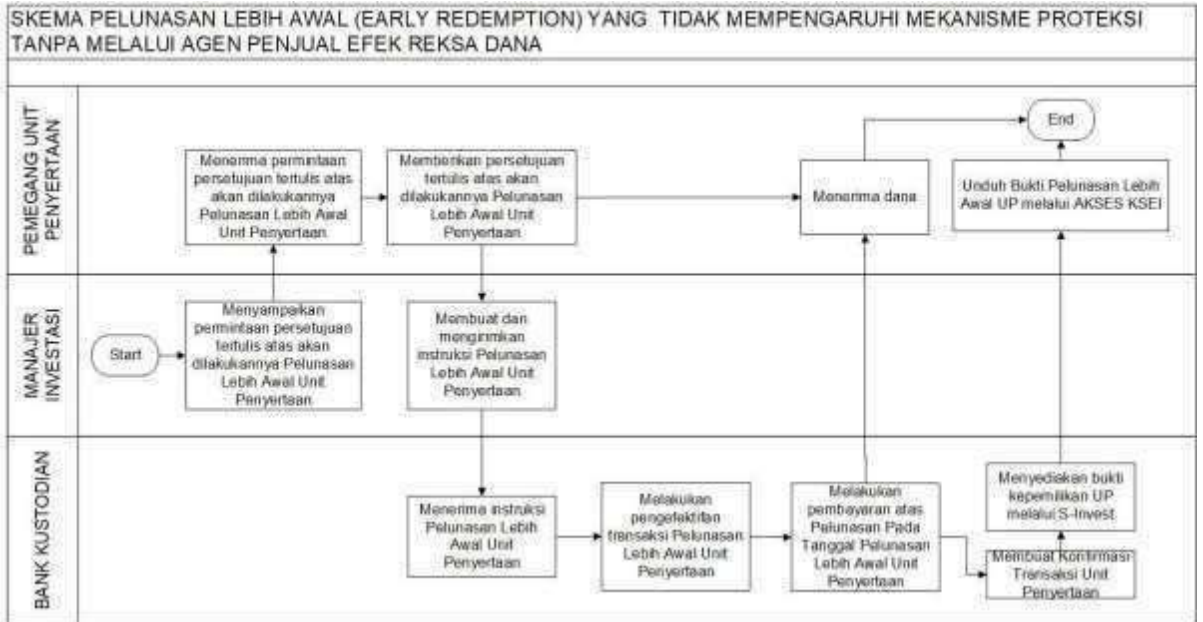 SKEMA PELUNASAN LEBIH AWAL (EARLY REDEMPTION) YANG TIDAK MEMPENGARUHI MEKANISME PROTEKSI
TANPA MELALUI AGEN PENJUAL EFEK REKSA DANA
PEMEGANG UNIT
PENYERTAAN
Menerima permintaan
persetujuan tertulis atas
akan dilakukannya
Pelunasan Lebih Awal
Unit Penyertaan
Memberikan persetujuan
tertulis atas akan
dilakukannya Pelunasan
Lebih Awal Unit
Penyertaan
Menerima dana
End
Unduh Bukti Pelunasan Lebih
Awal UP melalui AKSES KSEI
MANAJER
INVESTASI
Start
Menyampaikan
permintaan persetujuan
tertulis atas akan
dilakukannya Pelunasan
Lebih Awal Unit
Penyertaan
Membuat dan
mengirimkan
instruksi Pelunasan
Lebih Awal Unit
Penyertaan
BANK KUSTODIAN
Menerima instruksi
Pelunasan Lebih
Awal Unit
Penyertaan
Melakukan
pengefektifan
transaksi Pelunasan
Lebih Awal Unit
Penyertaan
Melakukan
pembayaran atas
Pelunasan Pada
Tanggal Pelunasan
Lebih Awal Unit
Penyertaan
Menyediakan bukti
kepemilikan UP
melalui S-Invest
Membuat Konfirmasi
Transaksi Unit
Penyertaan